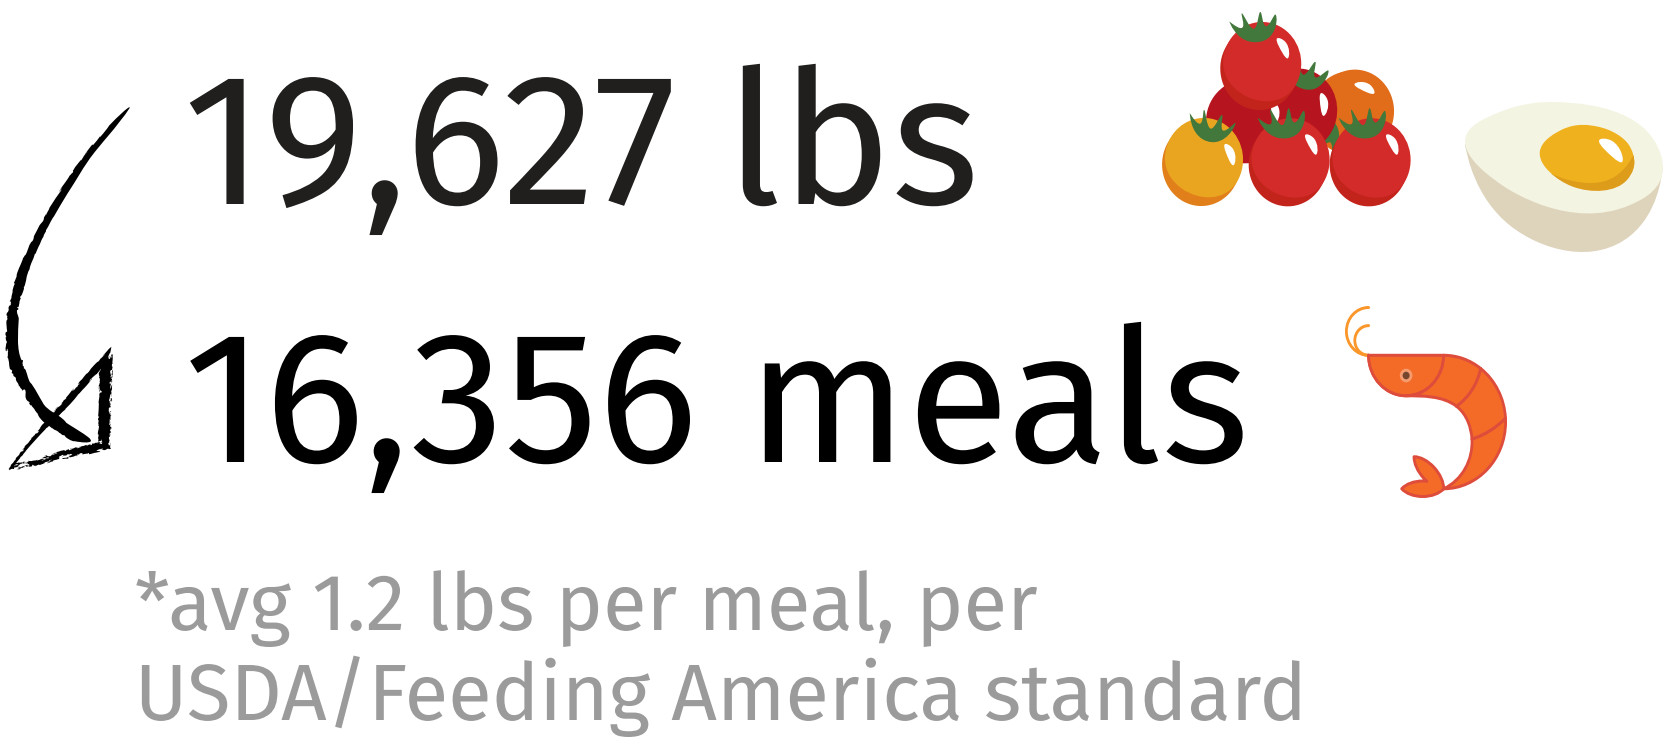 19,627 lbs
16,356 meals
*avg 1.2 lbs per meal, per
USDA/Feeding America standard